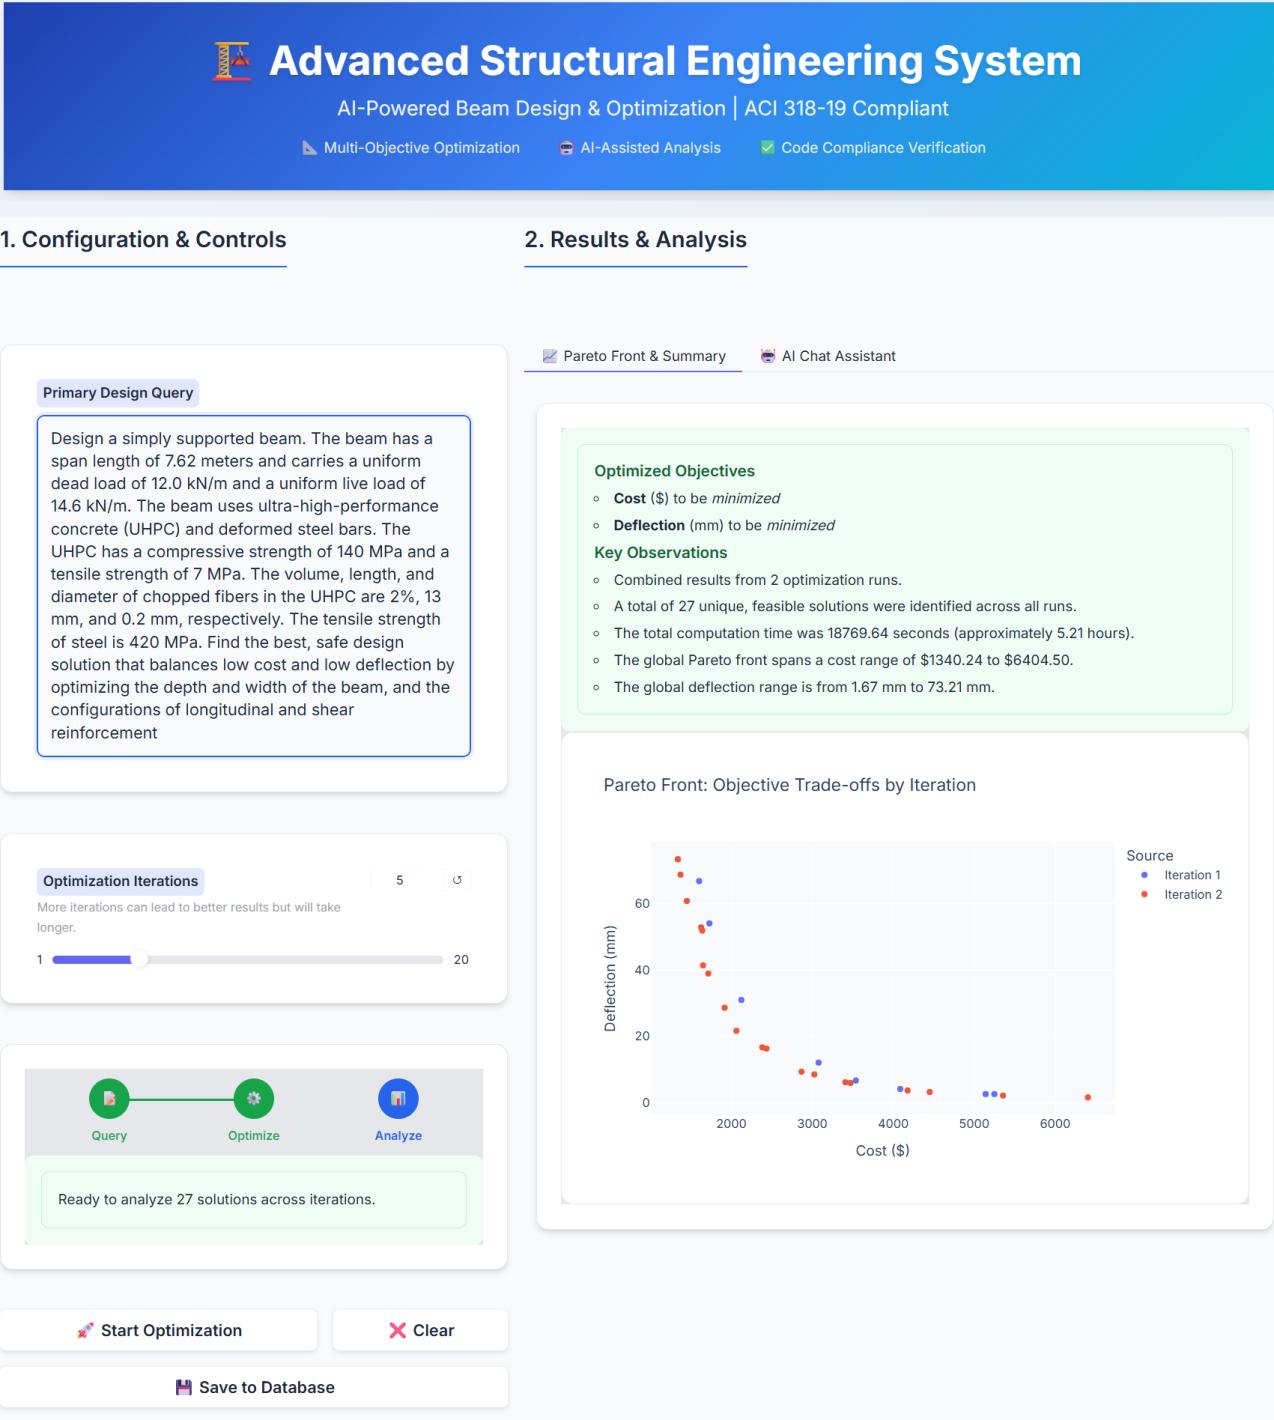 Advanced Structural Engineering System
AI-Powered Beam Design & Optimization | ACI 318-19 Compliant
Multi-Objective Optimization
AI-Assisted Analysis
Code Compliance Verification
1. Configuration & Controls
Primary Design Query
Design a simply supported beam. The beam has a
span length of 7.62 meters and carries a uniform
dead load of 12.0 kN/m and a uniform live load of
14.6 kN/m. The beam uses ultra-high-performance
concrete (UHPC) and deformed steel bars. The
UHPC has a compressive strength of 140 MPa and a
tensile strength of 7 MPa. The volume, length, and
diameter of chopped fibers in the UHPC are 2%, 13
mm, and 0.2 mm, respectively. The tensile strength
of steel is 420 MPa. Find the best, safe design
solution that balances low cost and low deflection by
optimizing the depth and width of the beam, and the
configurations of longitudinal and shear
reinforcement
Optimization Iterations
5
↺
More iterations can lead to better results but will take
longer.
1
20
Query
Optimize
Analyze
Ready to analyze 27 solutions across iterations.
Start Optimization
Clear
Save to Database
2. Results & Analysis
Pareto Front & Summary
AI Chat Assistant
Optimized Objectives
Cost ($) to be minimized
Deflection (mm) to be minimized
Key Observations
Combined results from 2 optimization runs.
A total of 27 unique, feasible solutions were identified across all runs.
The total computation time was 18769.64 seconds (approximately 5.21 hours).
The global Pareto front spans a cost range of $1340.24 to $6404.50.
The global deflection range is from 1.67 mm to 73.21 mm.
Pareto Front: Objective Trade-offs by Iteration
Source
Iteration 1
Iteration 2
Deflection (mm)
60
40
20
0
2000
3000
4000
5000
6000
Cost ($)